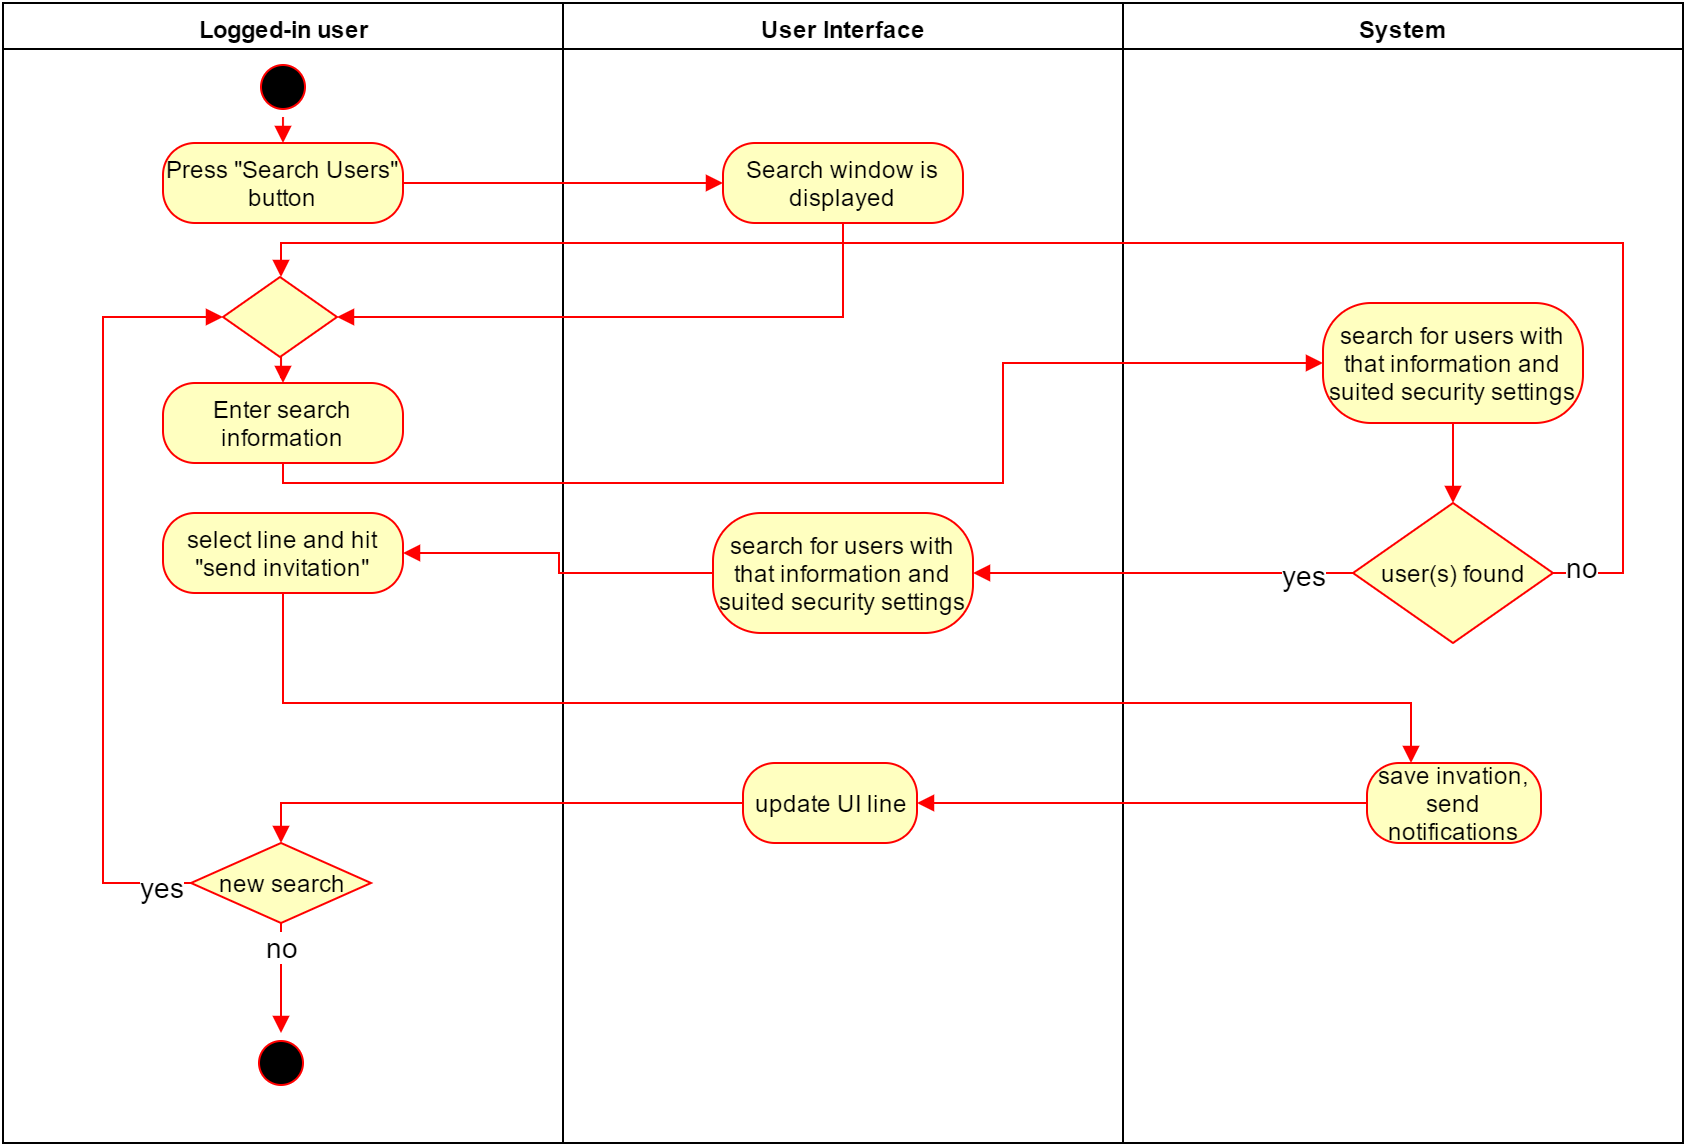 Logged-in user
User Interface
System
Press "Search Users"
button
Search window is
displayed
search for users with
that information and
suited security settings
Enter search
information
select line and hit
"send invitation"
search for users with
that information and
suited security settings
yes
user(s) found
no
save invation,
send
notifications
update UI line
new search
yes
no